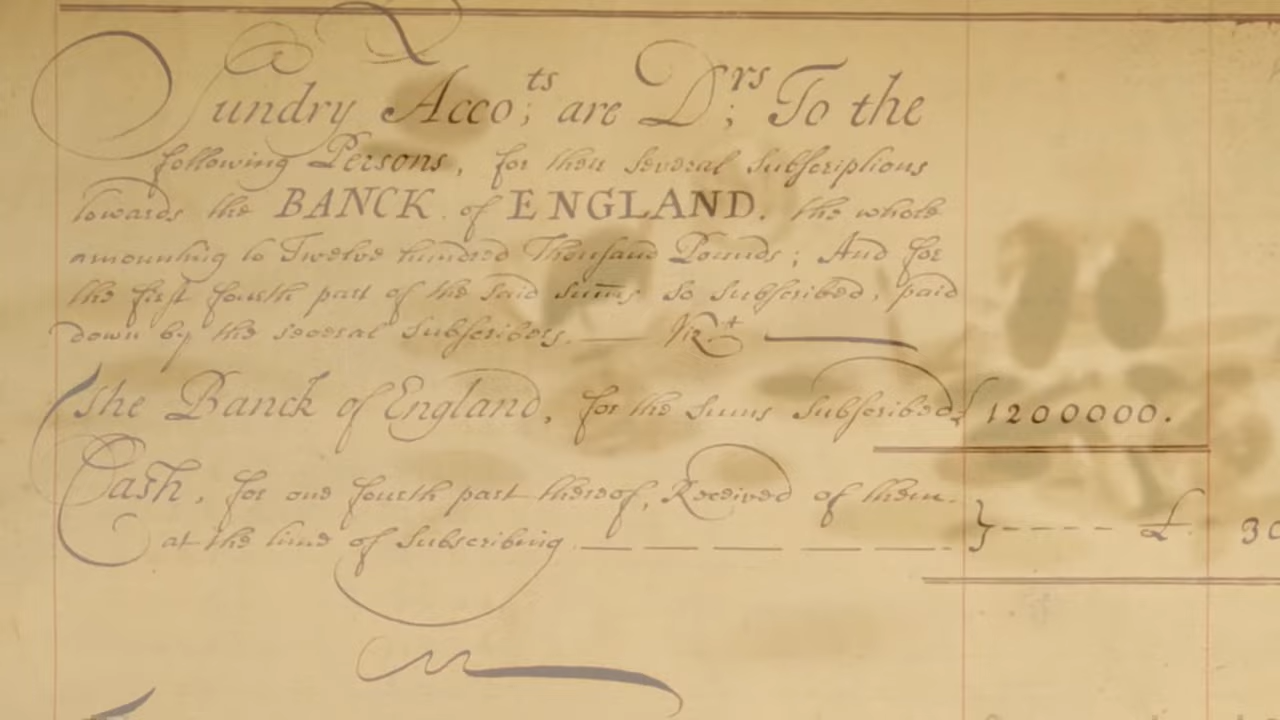 Sundry Acco;ts are D;rs To the
following Persons, for their several Subscriptions
towards the BANCK of ENGLAND. the whole
amounting to Twelve hundred Thousand Pounds; And for
the first fourth part of the said sums so subscribed, paid
down by the several Subscribers. —— Vizt ——
The Banck of England, for the Sums Subscribed £ 1200000.
Cash, for one fourth part thereof, Received of them
at the time of Subscribing — — — — — — } - - - - - £ 30